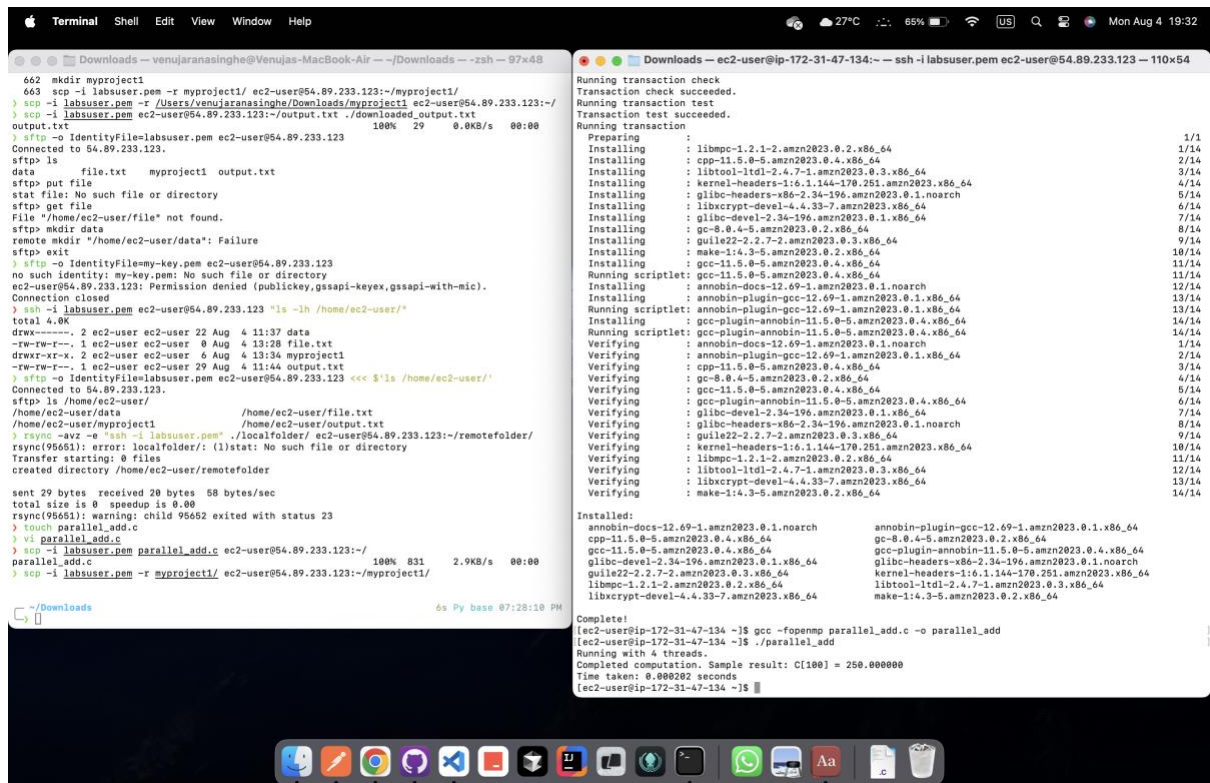 Terminal Shell Edit View Window Help
27°C 65% US Mon Aug 4 19:32
Downloads — venujaranasinghe@Venujas-MacBook-Air — ~/Downloads — -zsh — 97×48
662 mkdir myproject1
663 scp -i labsuser.pem -r myproject1/ ec2-user@54.89.233.123:~/myproject1/
❯ scp -i labsuser.pem -r /Users/venujaranasinghe/Downloads/myproject1 ec2-user@54.89.233.123:~/
❯ scp -i labsuser.pem ec2-user@54.89.233.123:~/output.txt ./downloaded_output.txt
output.txt 100% 29 0.0KB/s 00:00
❯ sftp -o IdentityFile=labsuser.pem ec2-user@54.89.233.123
Connected to 54.89.233.123.
sftp> ls
data file.txt myproject1 output.txt
sftp> put file
stat file: No such file or directory
sftp> get file
File "/home/ec2-user/file" not found.
sftp> mkdir data
remote mkdir "/home/ec2-user/data": Failure
sftp> exit
❯ sftp -o IdentityFile=my-key.pem ec2-user@54.89.233.123
no such identity: my-key.pem: No such file or directory
ec2-user@54.89.233.123: Permission denied (publickey,gssapi-keyex,gssapi-with-mic).
Connection closed
❯ ssh -i labsuser.pem ec2-user@54.89.233.123 "ls -lh /home/ec2-user/"
total 4.0K
drwx------. 2 ec2-user ec2-user 22 Aug 4 11:37 data
-rw-rw-r--. 1 ec2-user ec2-user 0 Aug 4 13:28 file.txt
drwxr-xr-x. 2 ec2-user ec2-user 6 Aug 4 13:34 myproject1
-rw-rw-r--. 1 ec2-user ec2-user 29 Aug 4 11:44 output.txt
❯ sftp -o IdentityFile=labsuser.pem ec2-user@54.89.233.123 <<< $'ls /home/ec2-user/'
Connected to 54.89.233.123.
sftp> ls /home/ec2-user/
/home/ec2-user/data /home/ec2-user/file.txt
/home/ec2-user/myproject1 /home/ec2-user/output.txt
❯ rsync -avz -e "ssh -i labsuser.pem" ./localfolder/ ec2-user@54.89.233.123:~/remotefolder/
rsync(95651): error: localfolder/: (l)stat: No such file or directory
Transfer starting: 0 files
created directory /home/ec2-user/remotefolder
sent 29 bytes received 20 bytes 58 bytes/sec
total size is 0 speedup is 0.00
rsync(95651): warning: child 95652 exited with status 23
❯ touch parallel_add.c
❯ vi parallel_add.c
❯ scp -i labsuser.pem parallel_add.c ec2-user@54.89.233.123:~/
parallel_add.c 100% 831 2.9KB/s 00:00
❯ scp -i labsuser.pem -r myproject1/ ec2-user@54.89.233.123:~/myproject1/
~/Downloads 6s Py base 07:28:10 PM
Downloads — ec2-user@ip-172-31-47-134:~ — ssh -i labsuser.pem ec2-user@54.89.233.123 — 110×54
Running transaction check
Transaction check succeeded.
Running transaction test
Transaction test succeeded.
Running transaction
Preparing : 1/1
Installing : libmpc-1.2.1-2.amzn2023.0.2.x86_64 1/14
Installing : cpp-11.5.0-5.amzn2023.0.4.x86_64 2/14
Installing : libtool-ltdl-2.4.7-1.amzn2023.0.3.x86_64 3/14
Installing : kernel-headers-1:6.1.144-170.251.amzn2023.x86_64 4/14
Installing : glibc-headers-x86-2.34-196.amzn2023.0.1.noarch 5/14
Installing : libxcrypt-devel-4.4.33-7.amzn2023.x86_64 6/14
Installing : glibc-devel-2.34-196.amzn2023.0.1.x86_64 7/14
Installing : gc-8.0.4-5.amzn2023.0.2.x86_64 8/14
Installing : guile22-2.2.7-2.amzn2023.0.3.x86_64 9/14
Installing : make-1:4.3-5.amzn2023.0.2.x86_64 10/14
Installing : gcc-11.5.0-5.amzn2023.0.4.x86_64 11/14
Running scriptlet: gcc-11.5.0-5.amzn2023.0.4.x86_64 11/14
Installing : annobin-docs-12.69-1.amzn2023.0.1.noarch 12/14
Installing : annobin-plugin-gcc-12.69-1.amzn2023.0.1.x86_64 13/14
Running scriptlet: annobin-plugin-gcc-12.69-1.amzn2023.0.1.x86_64 13/14
Installing : gcc-plugin-annobin-11.5.0-5.amzn2023.0.4.x86_64 14/14
Running scriptlet: gcc-plugin-annobin-11.5.0-5.amzn2023.0.4.x86_64 14/14
Verifying : annobin-docs-12.69-1.amzn2023.0.1.noarch 1/14
Verifying : annobin-plugin-gcc-12.69-1.amzn2023.0.1.x86_64 2/14
Verifying : cpp-11.5.0-5.amzn2023.0.4.x86_64 3/14
Verifying : gc-8.0.4-5.amzn2023.0.2.x86_64 4/14
Verifying : gcc-11.5.0-5.amzn2023.0.4.x86_64 5/14
Verifying : gcc-plugin-annobin-11.5.0-5.amzn2023.0.4.x86_64 6/14
Verifying : glibc-devel-2.34-196.amzn2023.0.1.x86_64 7/14
Verifying : glibc-headers-x86-2.34-196.amzn2023.0.1.noarch 8/14
Verifying : guile22-2.2.7-2.amzn2023.0.3.x86_64 9/14
Verifying : kernel-headers-1:6.1.144-170.251.amzn2023.x86_64 10/14
Verifying : libmpc-1.2.1-2.amzn2023.0.2.x86_64 11/14
Verifying : libtool-ltdl-2.4.7-1.amzn2023.0.3.x86_64 12/14
Verifying : libxcrypt-devel-4.4.33-7.amzn2023.x86_64 13/14
Verifying : make-1:4.3-5.amzn2023.0.2.x86_64 14/14
Installed:
annobin-docs-12.69-1.amzn2023.0.1.noarch annobin-plugin-gcc-12.69-1.amzn2023.0.1.x86_64
cpp-11.5.0-5.amzn2023.0.4.x86_64 gc-8.0.4-5.amzn2023.0.2.x86_64
gcc-11.5.0-5.amzn2023.0.4.x86_64 gcc-plugin-annobin-11.5.0-5.amzn2023.0.4.x86_64
glibc-devel-2.34-196.amzn2023.0.1.x86_64 glibc-headers-x86-2.34-196.amzn2023.0.1.noarch
guile22-2.2.7-2.amzn2023.0.3.x86_64 kernel-headers-1:6.1.144-170.251.amzn2023.x86_64
libmpc-1.2.1-2.amzn2023.0.2.x86_64 libtool-ltdl-2.4.7-1.amzn2023.0.3.x86_64
libxcrypt-devel-4.4.33-7.amzn2023.x86_64 make-1:4.3-5.amzn2023.0.2.x86_64
Complete!
[ec2-user@ip-172-31-47-134 ~]$ gcc -fopenmp parallel_add.c -o parallel_add
[ec2-user@ip-172-31-47-134 ~]$ ./parallel_add
Running with 4 threads.
Completed computation. Sample result: C[100] = 250.000000
Time taken: 0.000202 seconds
[ec2-user@ip-172-31-47-134 ~]$
IJ
Aa
.C